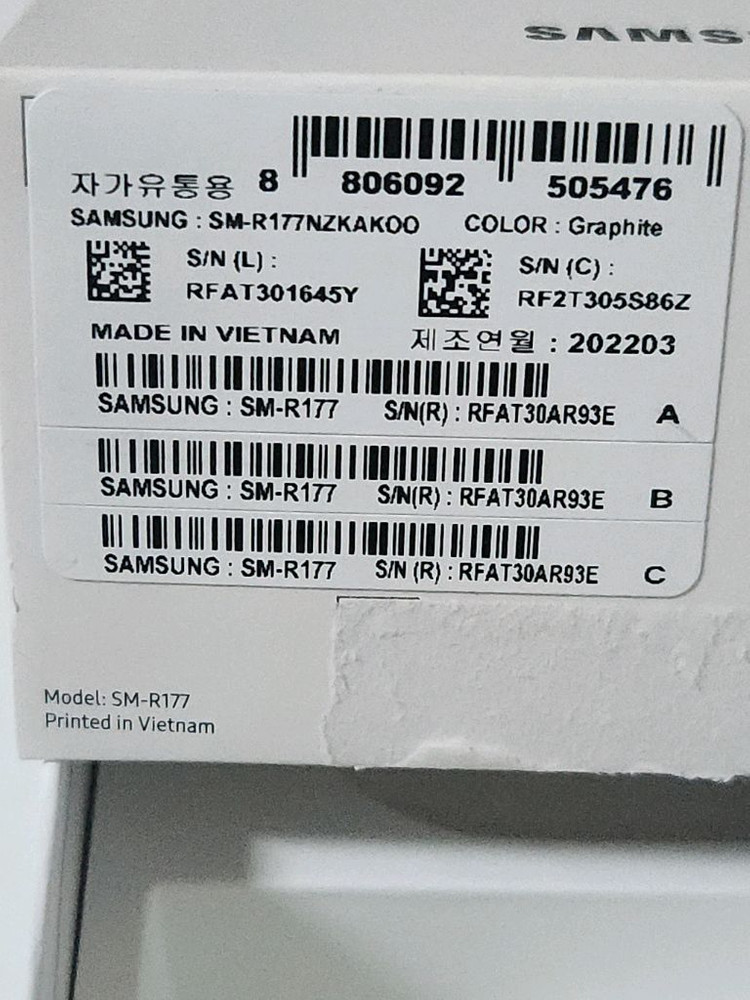 SAMS
자가유통용 8 806092 505476
SAMSUNG : SM-R177NZKAKOO COLOR : Graphite
S/N (L) : S/N (C) :
RFAT301645Y RF2T305S86Z
MADE IN VIETNAM 제조연월 : 202203
SAMSUNG : SM-R177 S/N(R) : RFAT30AR93E A
SAMSUNG : SM-R177 S/N(R) : RFAT30AR93E B
SAMSUNG : SM-R177 S/N (R) : RFAT30AR93E C
Model: SM-R177
Printed in Vietnam